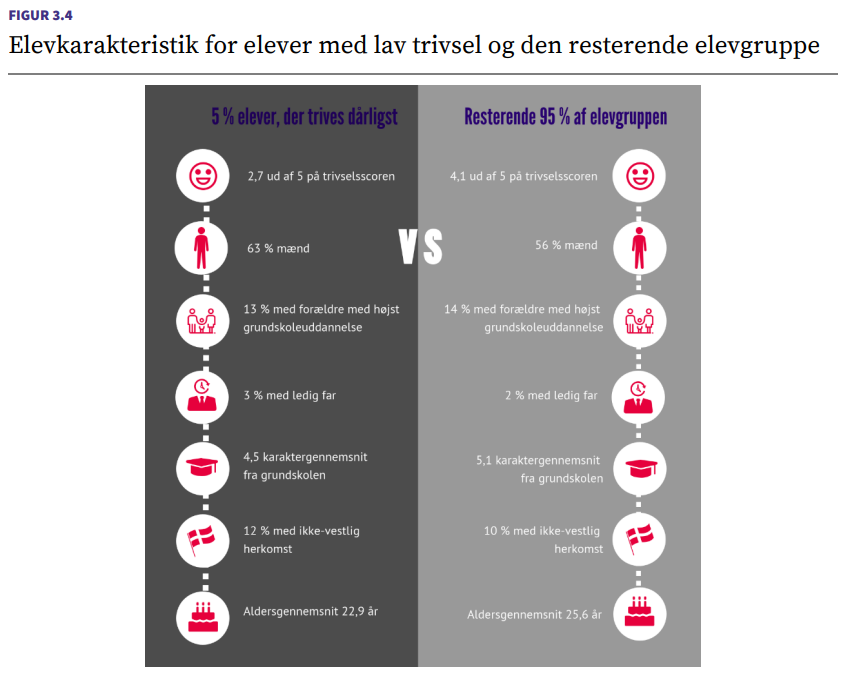 FIGUR 3.4
Elevkarakteristik for elever med lav trivsel og den resterende elevgruppe
5 % elever, der trives dårligst
2,7 ud af 5 på trivselsscoren
63 % mænd
13 % med forældre med højst
grundskoleuddannelse
3 % med ledig far
4,5 karaktergennemsnit
fra grundskolen
12 % med ikke-vestlig
herkomst
Aldersgennemsnit 22,9 år
VS
Resterende 95 % af elevgruppen
4,1 ud af 5 på trivselsscoren
56 % mænd
14 % med forældre med højst
grundskoleuddannelse
2 % med ledig far
5,1 karaktergennemsnit
fra grundskolen
10 % med ikke-vestlig
herkomst
Aldersgennemsnit 25,6 år